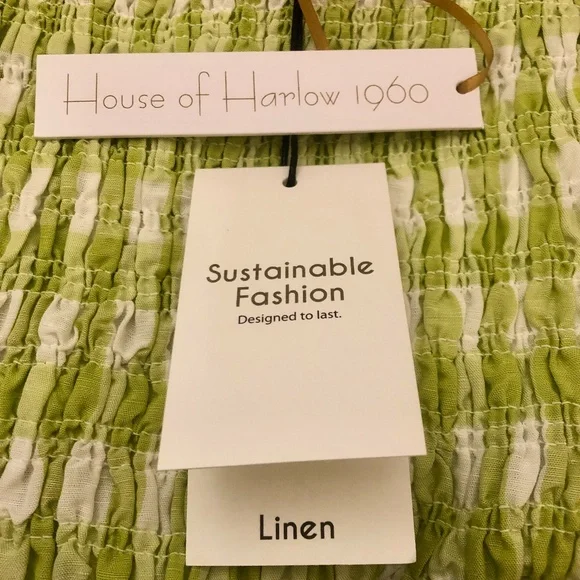 House of Harlow 1960
Sustainable
Fashion
Designed to last.
Linen